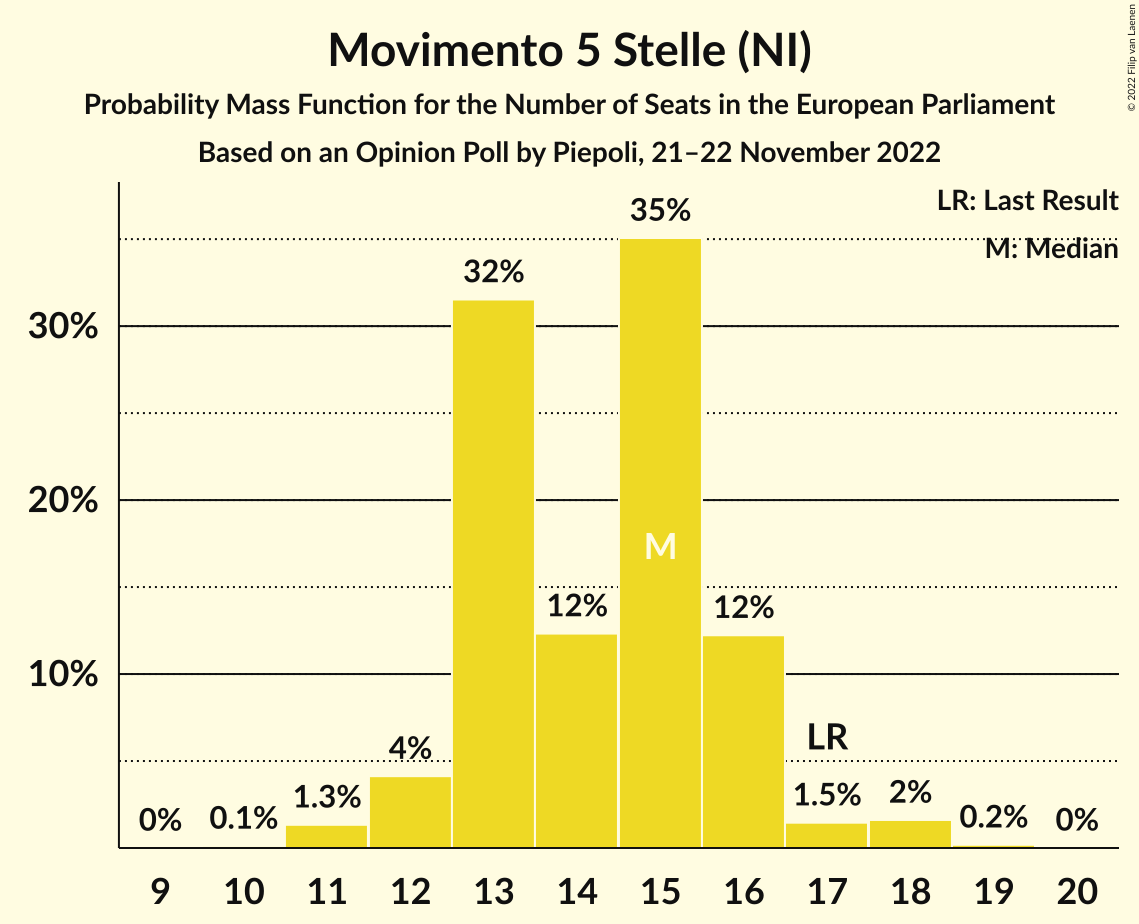 Movimento 5 Stelle (NI)
Probability Mass Function for the Number of Seats in the European Parliament
Based on an Opinion Poll by Piepoli, 21–22 November 2022
© 2022 Filip van Laenen
LR: Last Result
M: Median
35%
32%
30%
20%
M
12%
12%
10%
LR
4%
1.3%
1.5%
2%
0%
0.1%
0.2%
0%
9 10 11 12 13 14 15 16 17 18 19 20